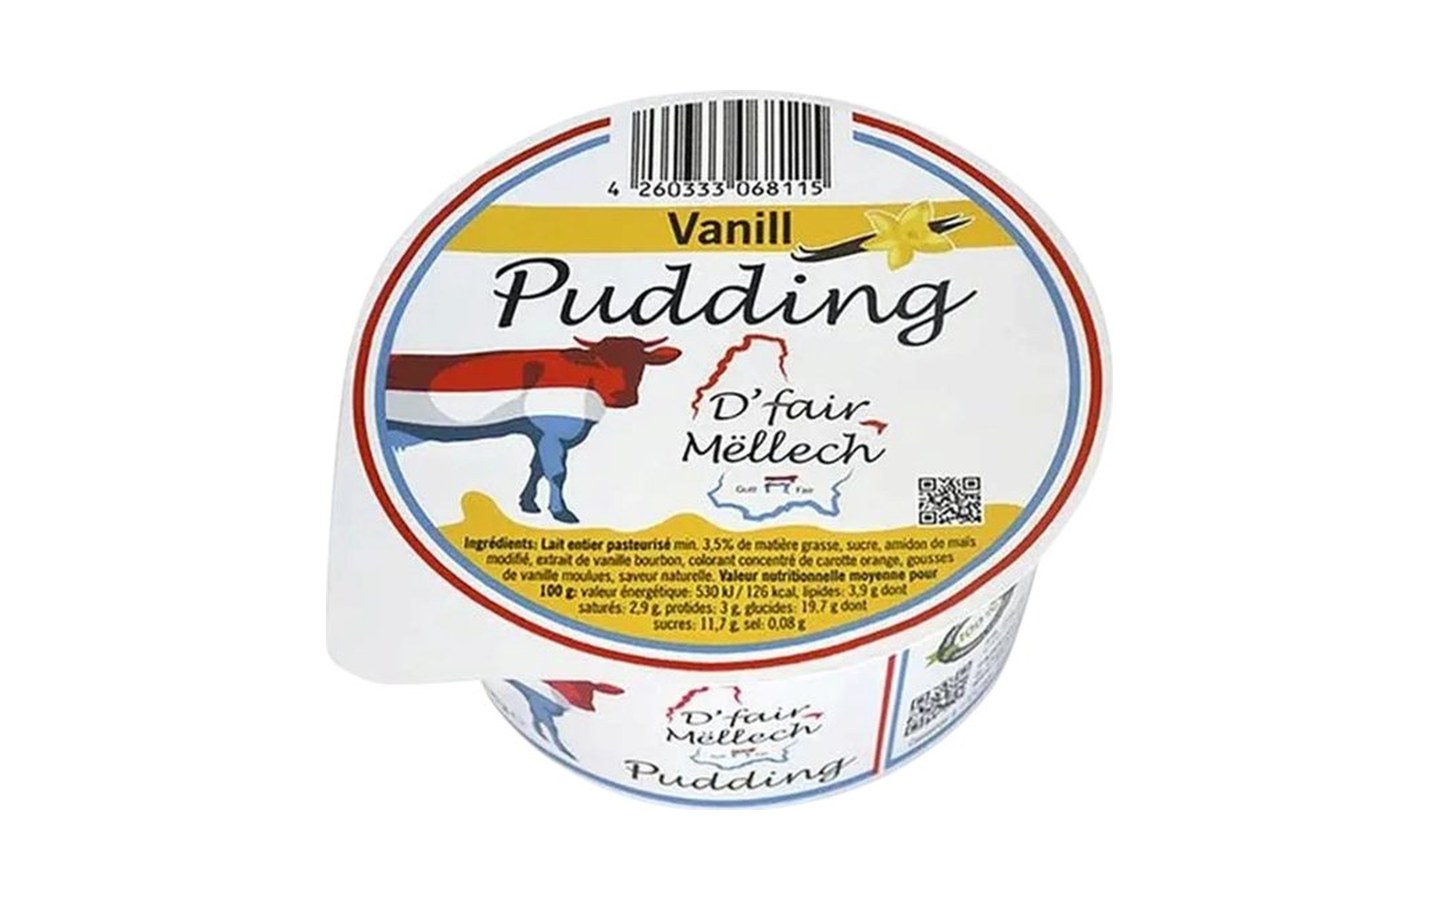 4 260333 068115
Vanill
Pudding
D'fair
Mëllech
Gutt Fair
Ingrédients: Lait entier pasteurisé min. 3,5% de matière grasse, sucre, amidon de maïs
modifié, extrait de vanille bourbon, colorant concentré de carotte orange, gousses
de vanille moulues, saveur naturelle. Valeur nutritionnelle moyenne pour
100 g: valeur énergétique: 530 kJ / 126 kcal, lipides: 3,9 g dont
saturés: 2,9 g, protides: 3 g, glucides: 19,7 g dont
sucres: 11,7 g, sel: 0,08 g
D'fair
Mëllech
Pudding
100%